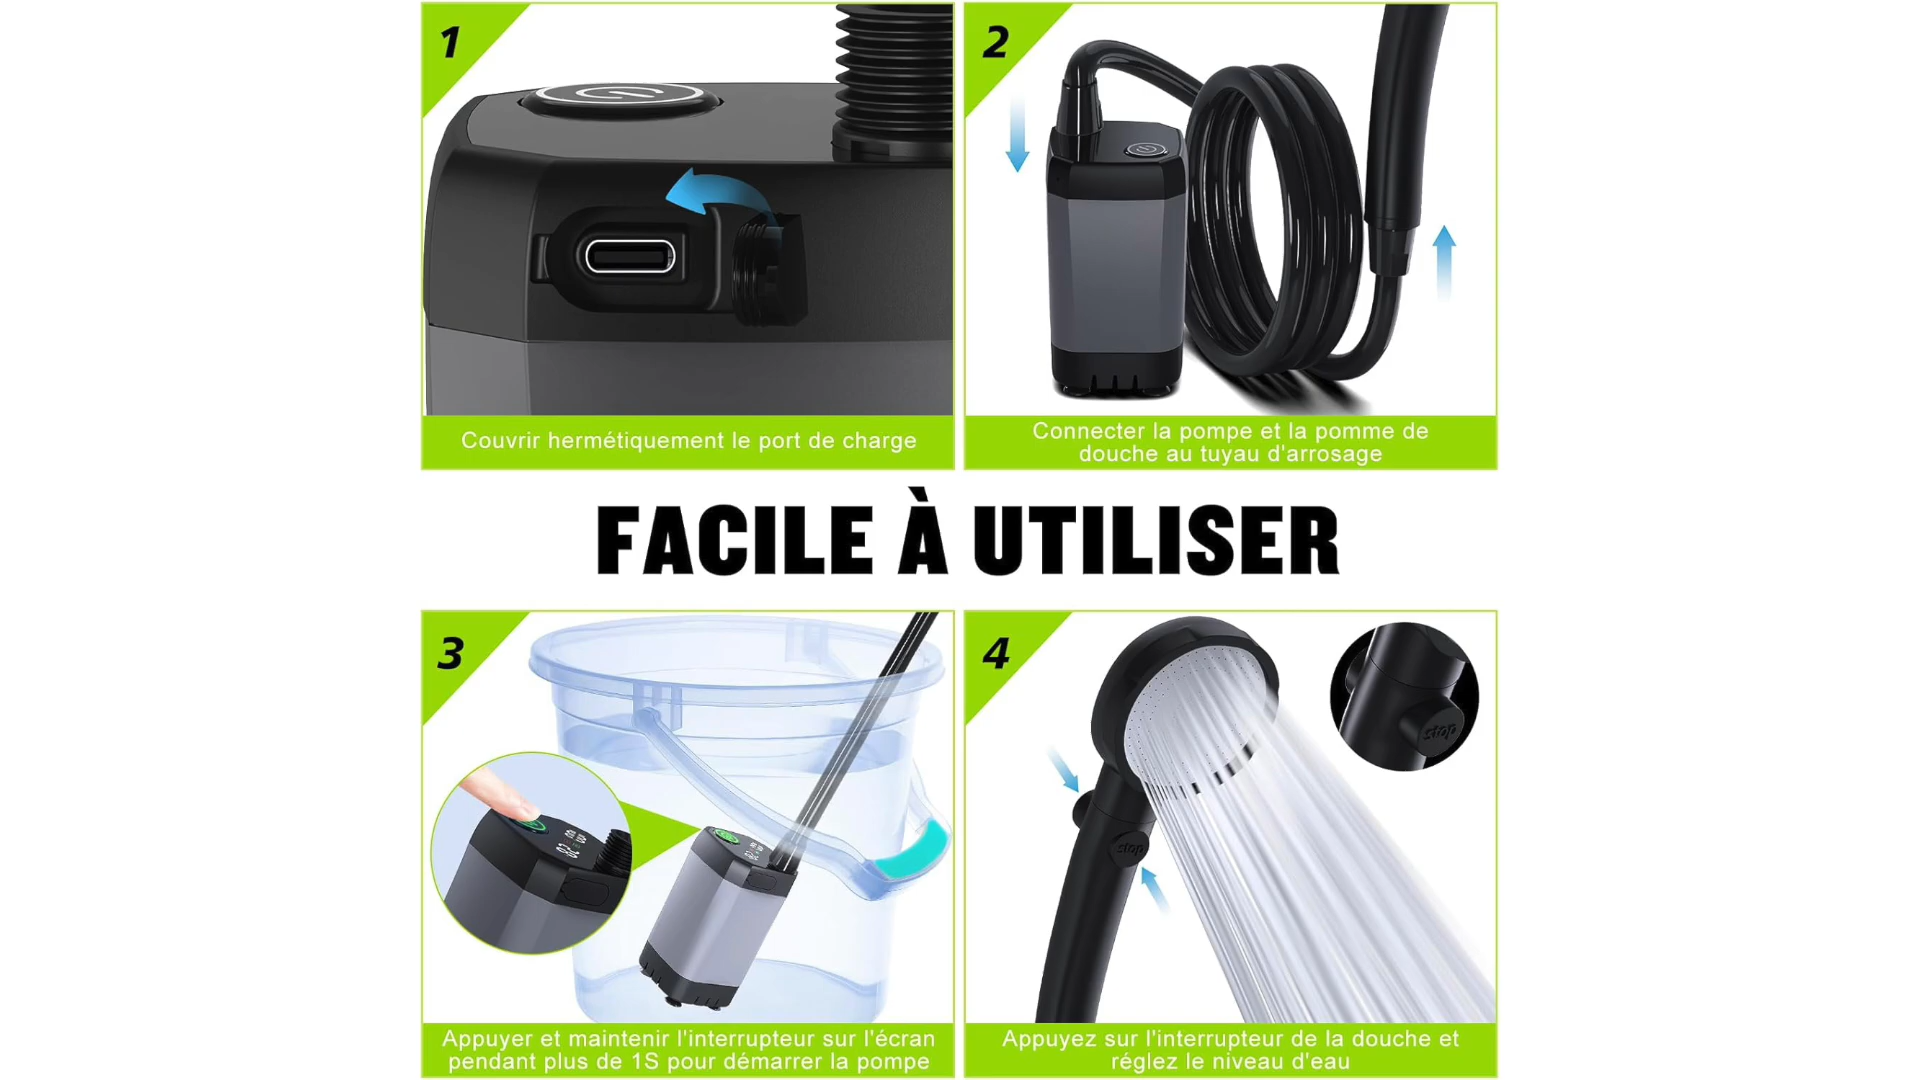 1
Couvrir hermétiquement le port de charge
2
Connecter la pompe et la pomme de
douche au tuyau d'arrosage
FACILE À UTILISER
3
Appuyer et maintenir l'interrupteur sur l'écran
pendant plus de 1S pour démarrer la pompe
4
stop
stop
Appuyez sur l'interrupteur de la douche et
réglez le niveau d'eau